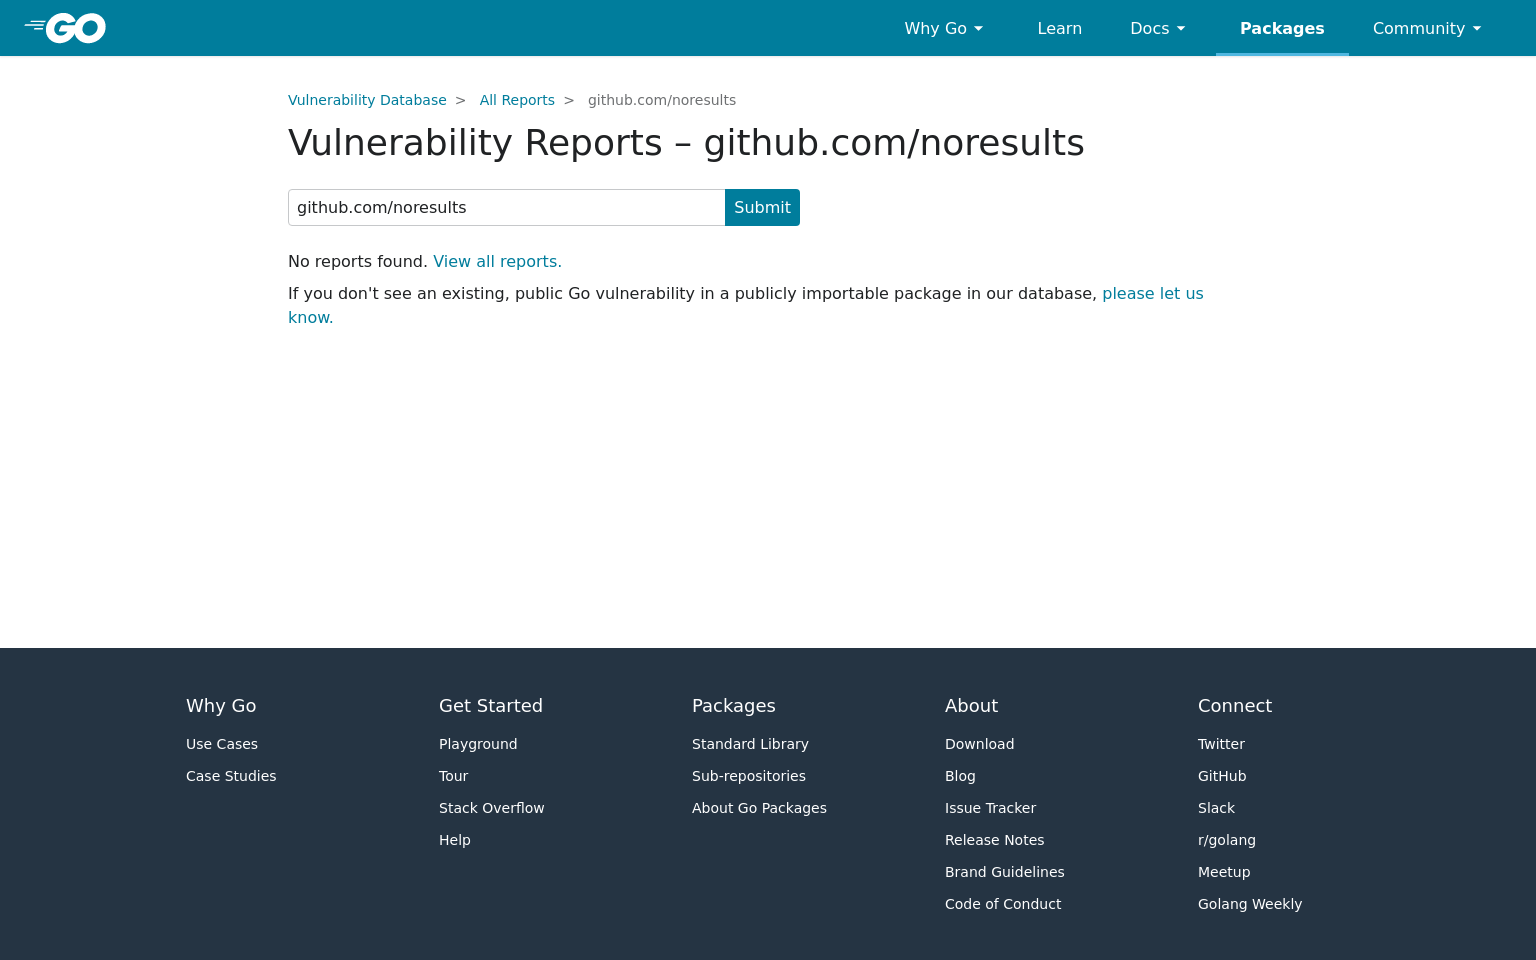 GO
Why Go
Learn
Docs
Packages
Community
Vulnerability Database > All Reports > github.com/noresults
Vulnerability Reports – github.com/noresults
github.com/noresults
Submit
No reports found. View all reports.
If you don't see an existing, public Go vulnerability in a publicly importable package in our database, please let us
know.
Why Go
Use Cases
Case Studies
Get Started
Playground
Tour
Stack Overflow
Help
Packages
Standard Library
Sub-repositories
About Go Packages
About
Download
Blog
Issue Tracker
Release Notes
Brand Guidelines
Code of Conduct
Connect
Twitter
GitHub
Slack
r/golang
Meetup
Golang Weekly